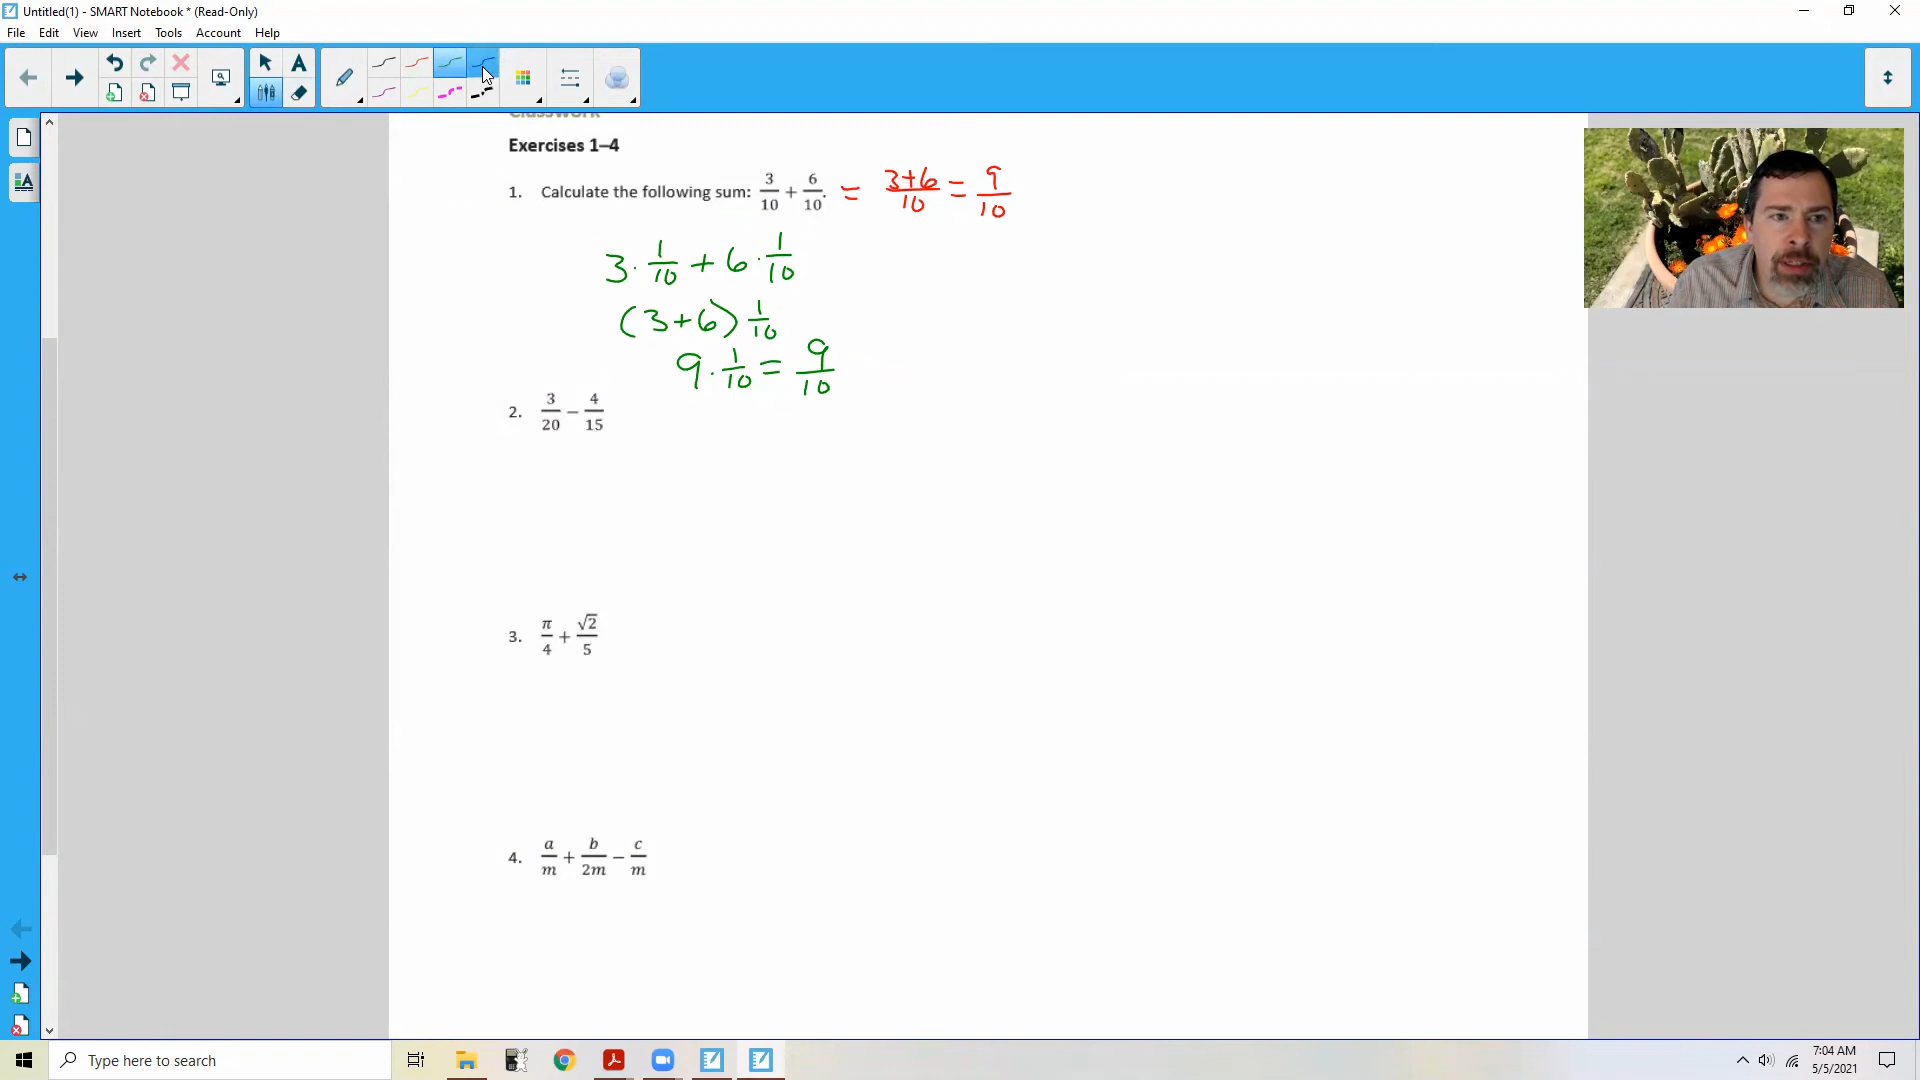 Untitled(1) - SMART Notebook * (Read-Only)
File Edit View Insert Tools Account Help
Classwork
Exercises 1–4
1. Calculate the following sum: 3/10 + 6/10. = (3+6)/10 = 9/10
3 · 1/10 + 6 · 1/10
(3+6) 1/10
9 · 1/10 = 9/10
2. 3/20 − 4/15
3. π/4 + √2/5
4. a/m + b/2m − c/m
Type here to search
7:04 AM
5/5/2021